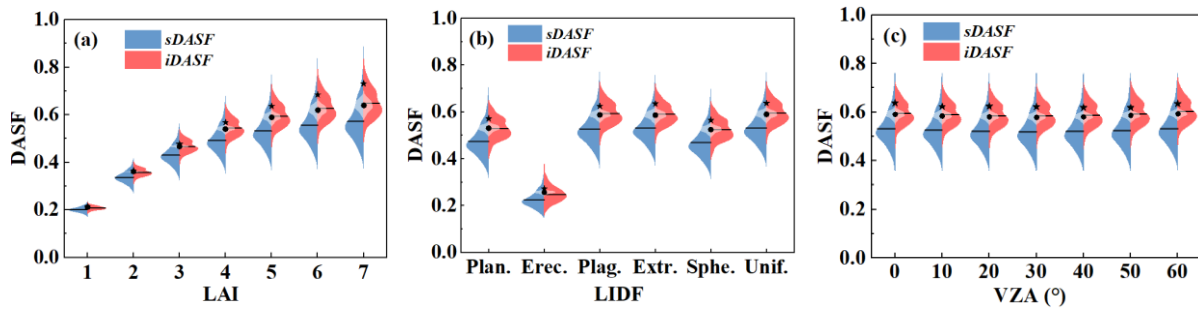 (a)
sDASF
iDASF
DASF
1.0
0.8
0.6
0.4
0.2
0.0
1 2 3 4 5 6 7
LAI
(b)
sDASF
iDASF
DASF
1.0
0.8
0.6
0.4
0.2
0.0
Plan. Erec. Plag. Extr. Sphe. Unif.
LIDF
(c)
sDASF
iDASF
DASF
1.0
0.8
0.6
0.4
0.2
0.0
0 10 20 30 40 50 60
VZA (°)